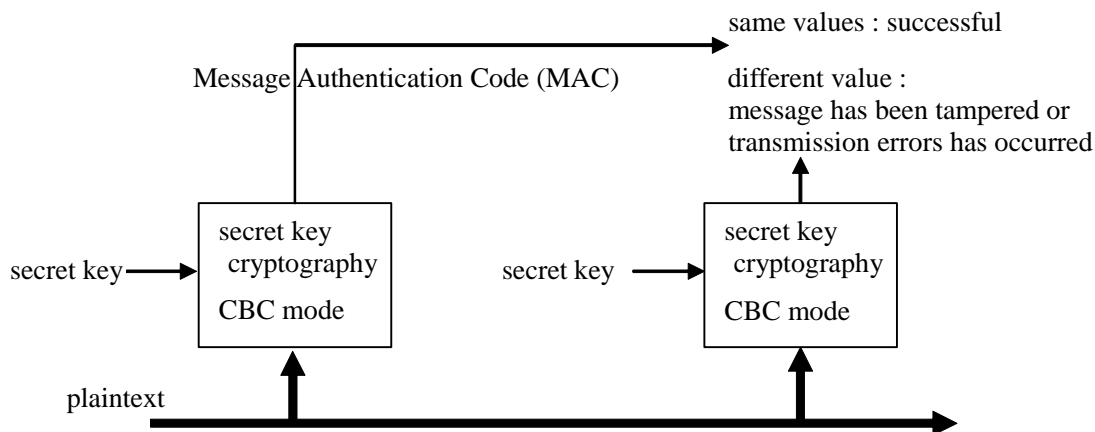 same values : successful
Message Authentication Code (MAC)
different value :
message has been tampered or
transmission errors has occurred
secret key
secret key
cryptography
CBC mode
secret key
secret key
cryptography
CBC mode
plaintext